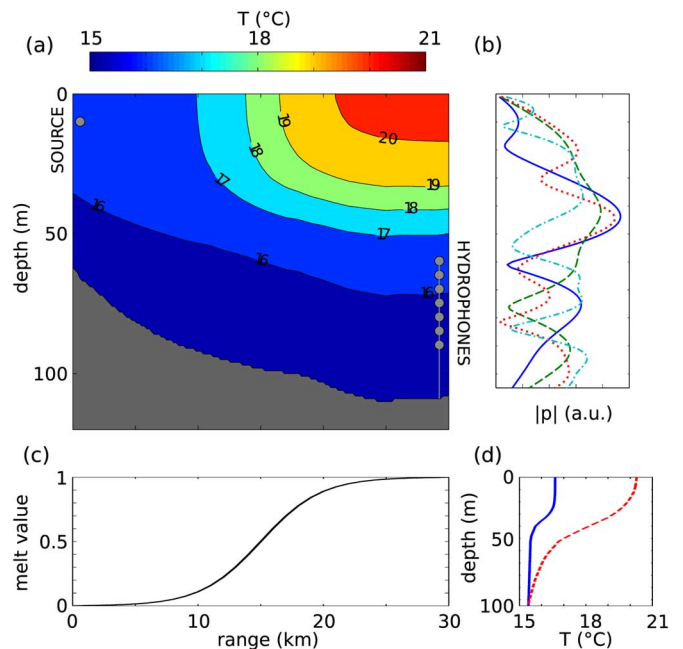 T (°C)
(a)
15
18
21
(b)
0
50
100
depth (m)
SOURCE
20
19
18
17
19
18
17
16
16
16
HYDROPHONES
|p| (a.u.)
(c)
1
0.5
0
melt value
0
10
20
30
range (km)
(d)
0
50
100
depth (m)
15
18
21
T (°C)